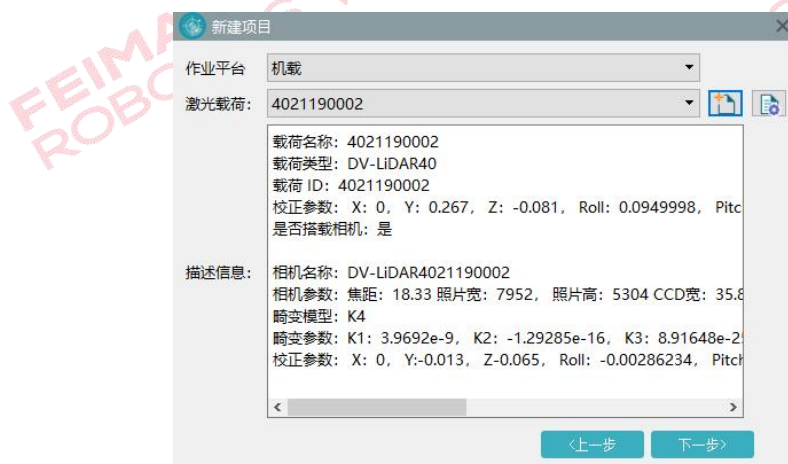 新建项目
作业平台 机载
激光载荷: 4021190002
载荷名称: 4021190002
载荷类型: DV-LiDAR40
载荷 ID: 4021190002
校正参数: X: 0, Y: 0.267, Z: -0.081, Roll: 0.0949998, Pitc
是否搭载相机: 是
描述信息:
相机名称: DV-LiDAR4021190002
相机参数: 焦距: 18.33 照片宽: 7952, 照片高: 5304 CCD宽: 35.8
畸变模型: K4
畸变参数: K1: 3.9692e-9, K2: -1.29285e-16, K3: 8.91648e-2
校正参数: X: 0, Y:-0.013, Z-0.065, Roll: -0.00286234, Pitch
<上一步 下一步>